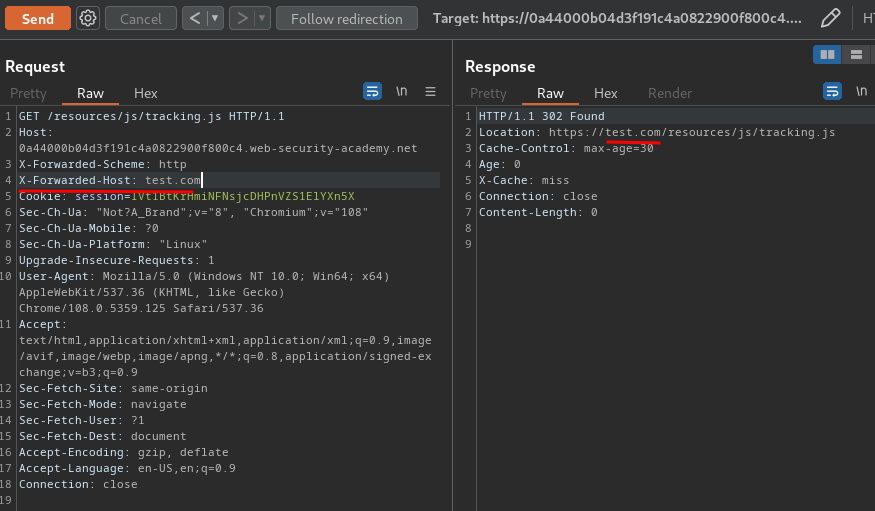 Send Cancel < > Follow redirection Target: https://0a44000b04d3f191c4a0822900f800c4....
Request
Pretty Raw Hex \n
1 GET /resources/js/tracking.js HTTP/1.1
2 Host:
0a44000b04d3f191c4a0822900f800c4.web-security-academy.net
3 X-Forwarded-Scheme: http
4 X-Forwarded-Host: test.com
5 Cookie:
6 Sec-Ch-Ua: "Not?A_Brand";v="8", "Chromium";v="108"
7 Sec-Ch-Ua-Mobile: ?0
8 Sec-Ch-Ua-Platform: "Linux"
9 Upgrade-Insecure-Requests: 1
10 User-Agent: Mozilla/5.0 (Windows NT 10.0; Win64; x64)
AppleWebKit/537.36 (KHTML, like Gecko)
Chrome/108.0.5359.125 Safari/537.36
11 Accept:
text/html,application/xhtml+xml,application/xml;q=0.9,image
/avif,image/webp,image/apng,*/*;q=0.8,application/signed-ex
change;v=b3;q=0.9
12 Sec-Fetch-Site: same-origin
13 Sec-Fetch-Mode: navigate
14 Sec-Fetch-User: ?1
15 Sec-Fetch-Dest: document
16 Accept-Encoding: gzip, deflate
17 Accept-Language: en-US,en;q=0.9
18 Connection: close
19
Response
Pretty Raw Hex Render \n
1 HTTP/1.1 302 Found
2 Location: https://test.com/resources/js/tracking.js
3 Cache-Control: max-age=30
4 Age: 0
5 X-Cache: miss
6 Connection: close
7 Content-Length: 0
8
9